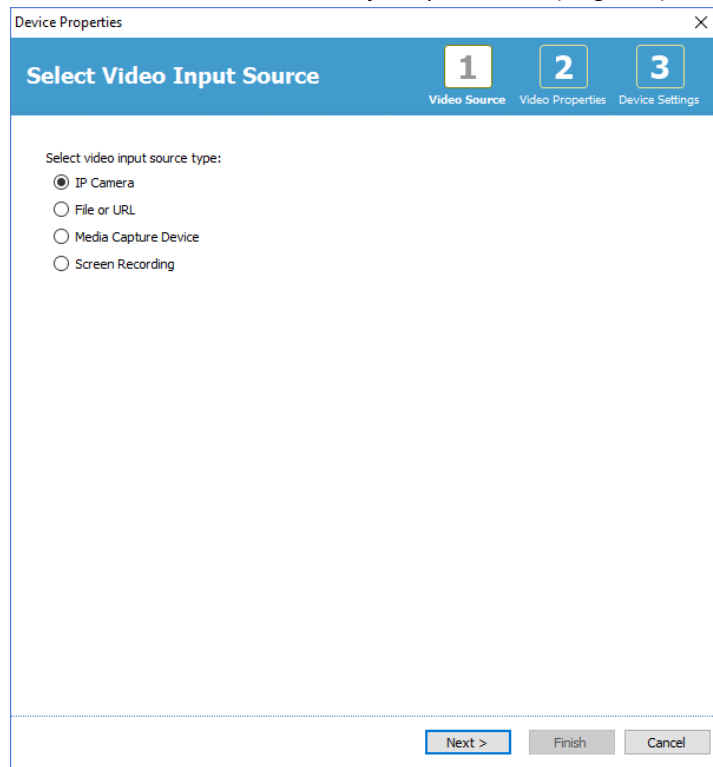 Device Properties
Select Video Input Source
1 2 3
Video Source Video Properties Device Settings
Select video input source type:
IP Camera
File or URL
Media Capture Device
Screen Recording
Next > Finish Cancel